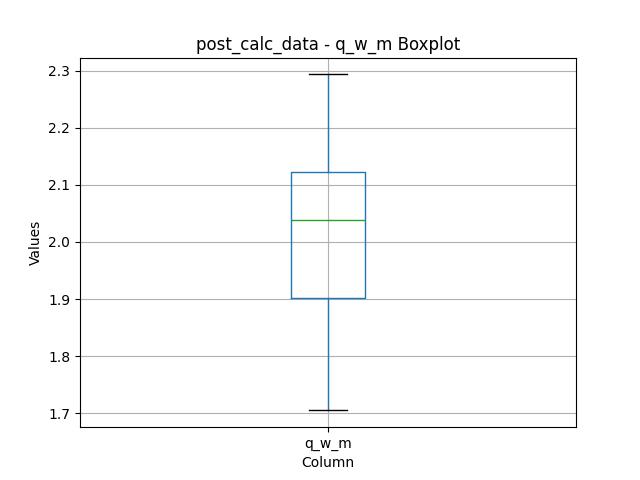 post_calc_data - q_w_m Boxplot
2.3
2.2
2.1
2.0
1.9
1.8
1.7
Values
q_w_m
Column